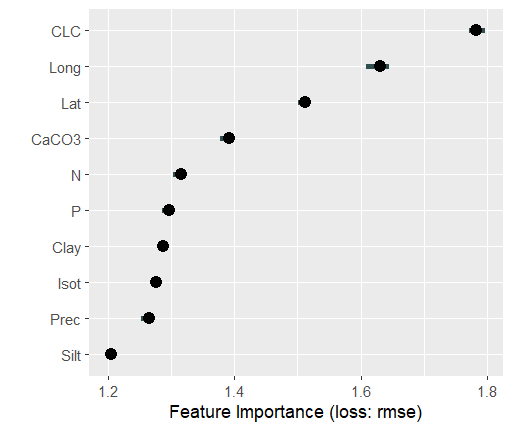 CLC
Long
Lat
CaCO3
N
P
Clay
Isot
Prec
Silt
1.2 1.4 1.6 1.8
Feature Importance (loss: rmse)